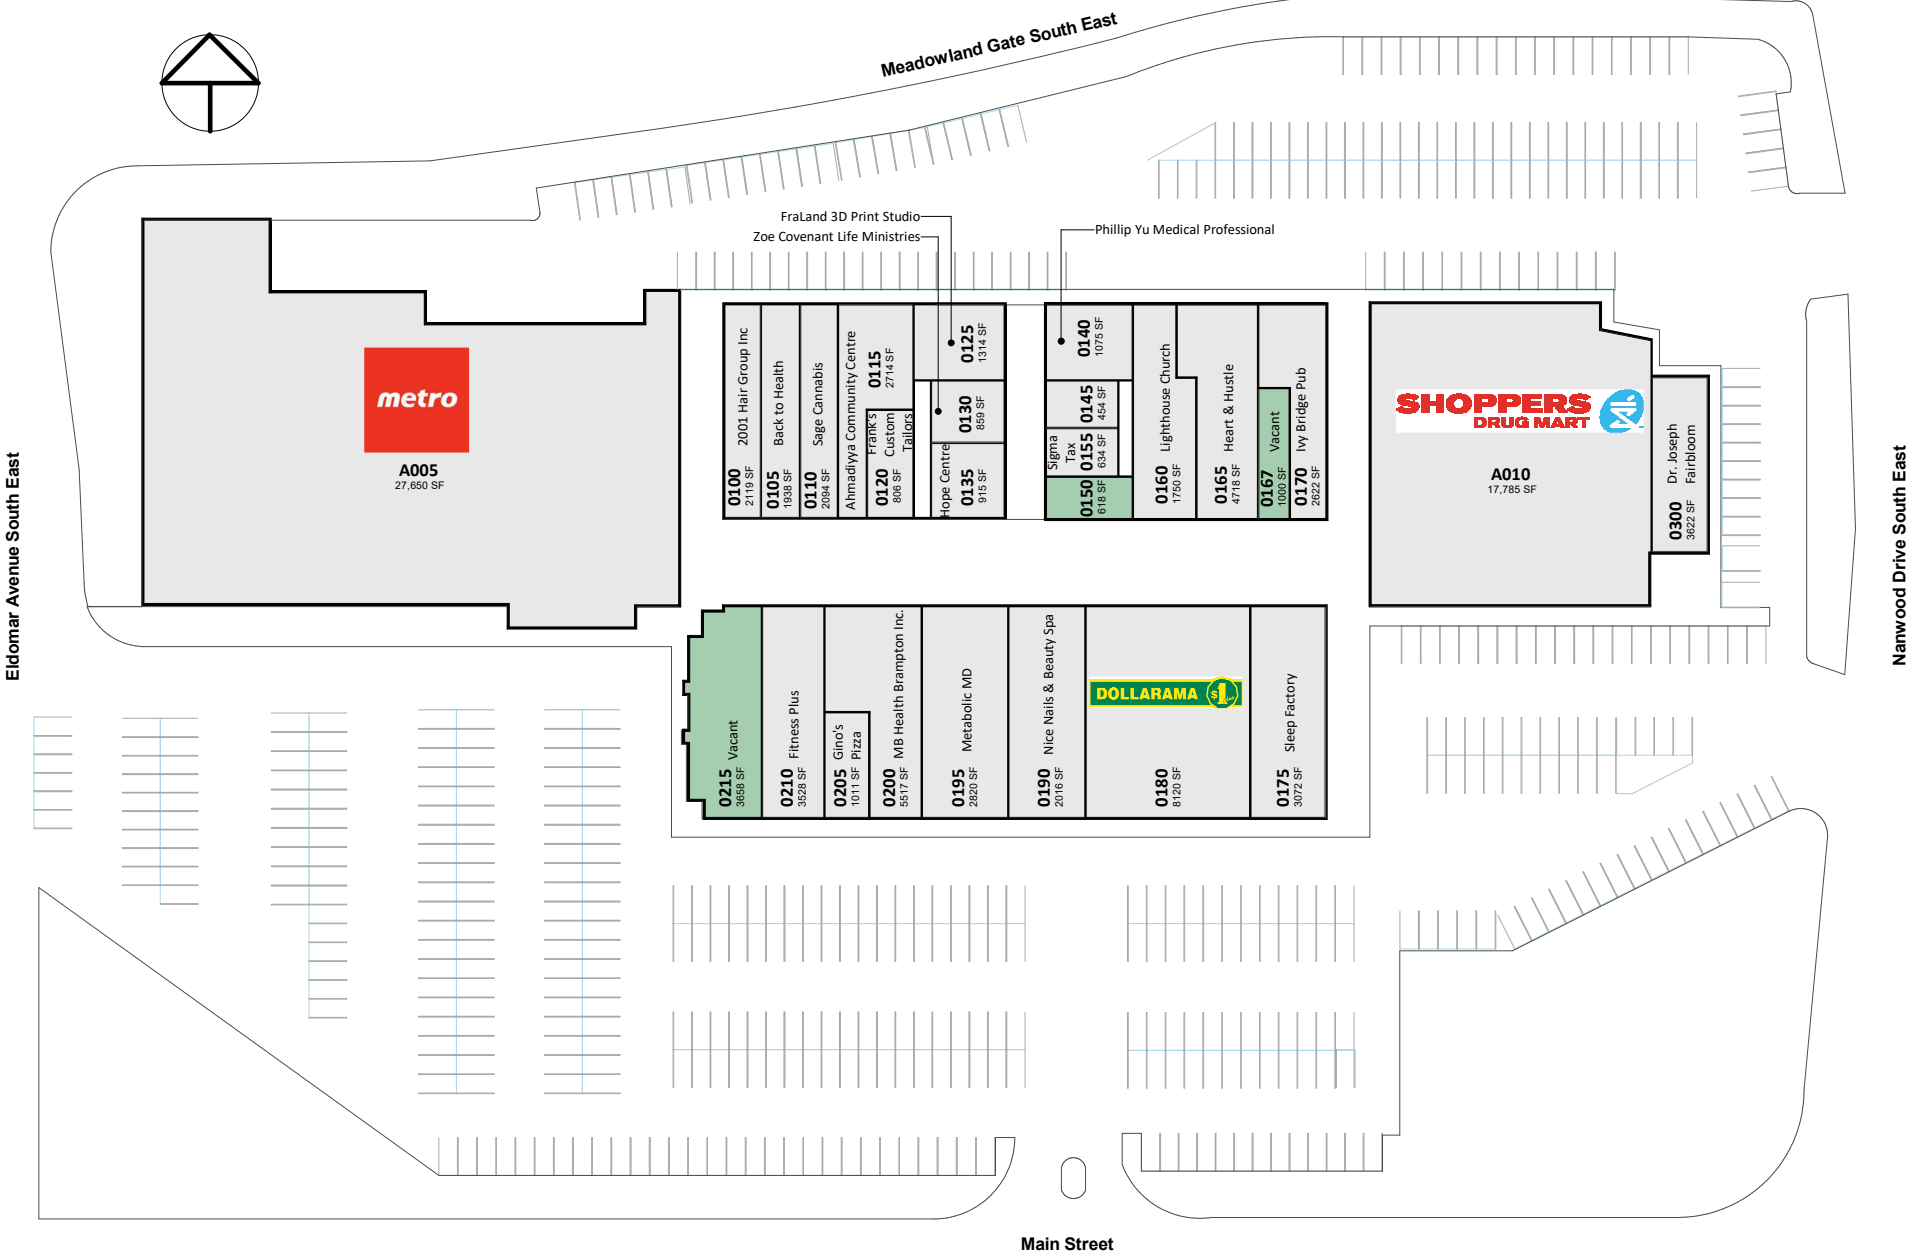 Meadowland Gate South East
FraLand 3D Print Studio
Zoe Covenant Life Ministries
Phillip Yu Medical Professional
Eldomar Avenue South East
Nanwood Drive South East
metro
A005
27,650 SF
0100
2119 SF
2001 Hair Group Inc
0105
1938 SF
Back to Health
0110
2094 SF
Sage Cannabis
Ahmadiyya Community Centre
0115
2714 SF
Frank's
Custom
Tailors
0120
806 SF
0125
1314 SF
0130
859 SF
Hope Centre
0135
915 SF
0140
1075 SF
0145
454 SF
Sigma
Tax
0155
634 SF
0150
618 SF
0160
1750 SF
Lighthouse Church
0165
4718 SF
Heart & Hustle
0167
1000 SF
Vacant
0170
2622 SF
Ivy Bridge Pub
SHOPPERS
DRUG MART
A010
17,785 SF
Dr. Joseph
Fairbloom
0300
3622 SF
0215
3658 SF
Vacant
0210
3528 SF
Fitness Plus
0205
1011 SF
Gino's
Pizza
0200
5517 SF
MB Health Brampton Inc.
0195
2820 SF
Metabolic MD
0190
2016 SF
Nice Nails & Beauty Spa
DOLLARAMA $1
0180
8120 SF
0175
3072 SF
Sleep Factory
Main Street